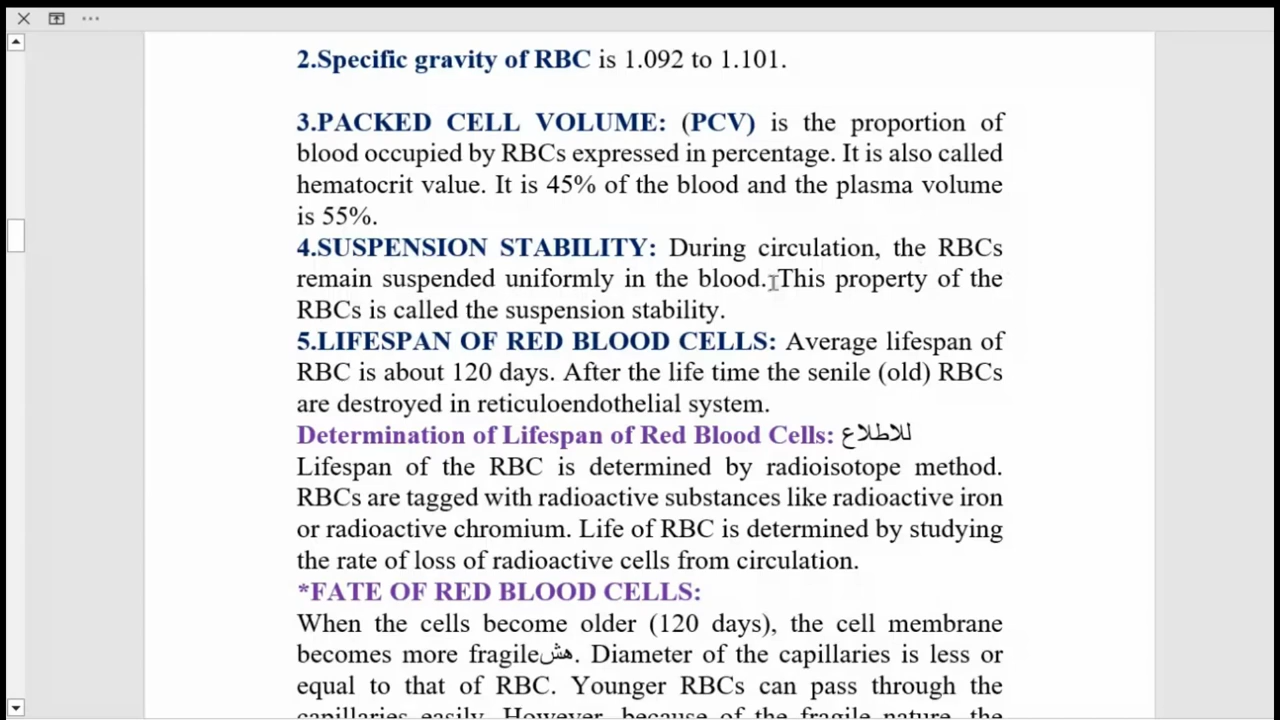 2.Specific gravity of RBC is 1.092 to 1.101.
3.PACKED CELL VOLUME: (PCV) is the proportion of
blood occupied by RBCs expressed in percentage. It is also called
hematocrit value. It is 45% of the blood and the plasma volume
is 55%.
4.SUSPENSION STABILITY: During circulation, the RBCs
remain suspended uniformly in the blood. This property of the
RBCs is called the suspension stability.
5.LIFESPAN OF RED BLOOD CELLS: Average lifespan of
RBC is about 120 days. After the life time the senile (old) RBCs
are destroyed in reticuloendothelial system.
Determination of Lifespan of Red Blood Cells: للاطلاع
Lifespan of the RBC is determined by radioisotope method.
RBCs are tagged with radioactive substances like radioactive iron
or radioactive chromium. Life of RBC is determined by studying
the rate of loss of radioactive cells from circulation.
*FATE OF RED BLOOD CELLS:
When the cells become older (120 days), the cell membrane
becomes more fragileهش. Diameter of the capillaries is less or
equal to that of RBC. Younger RBCs can pass through the
capillaries easily. However, because of the fragile nature, the